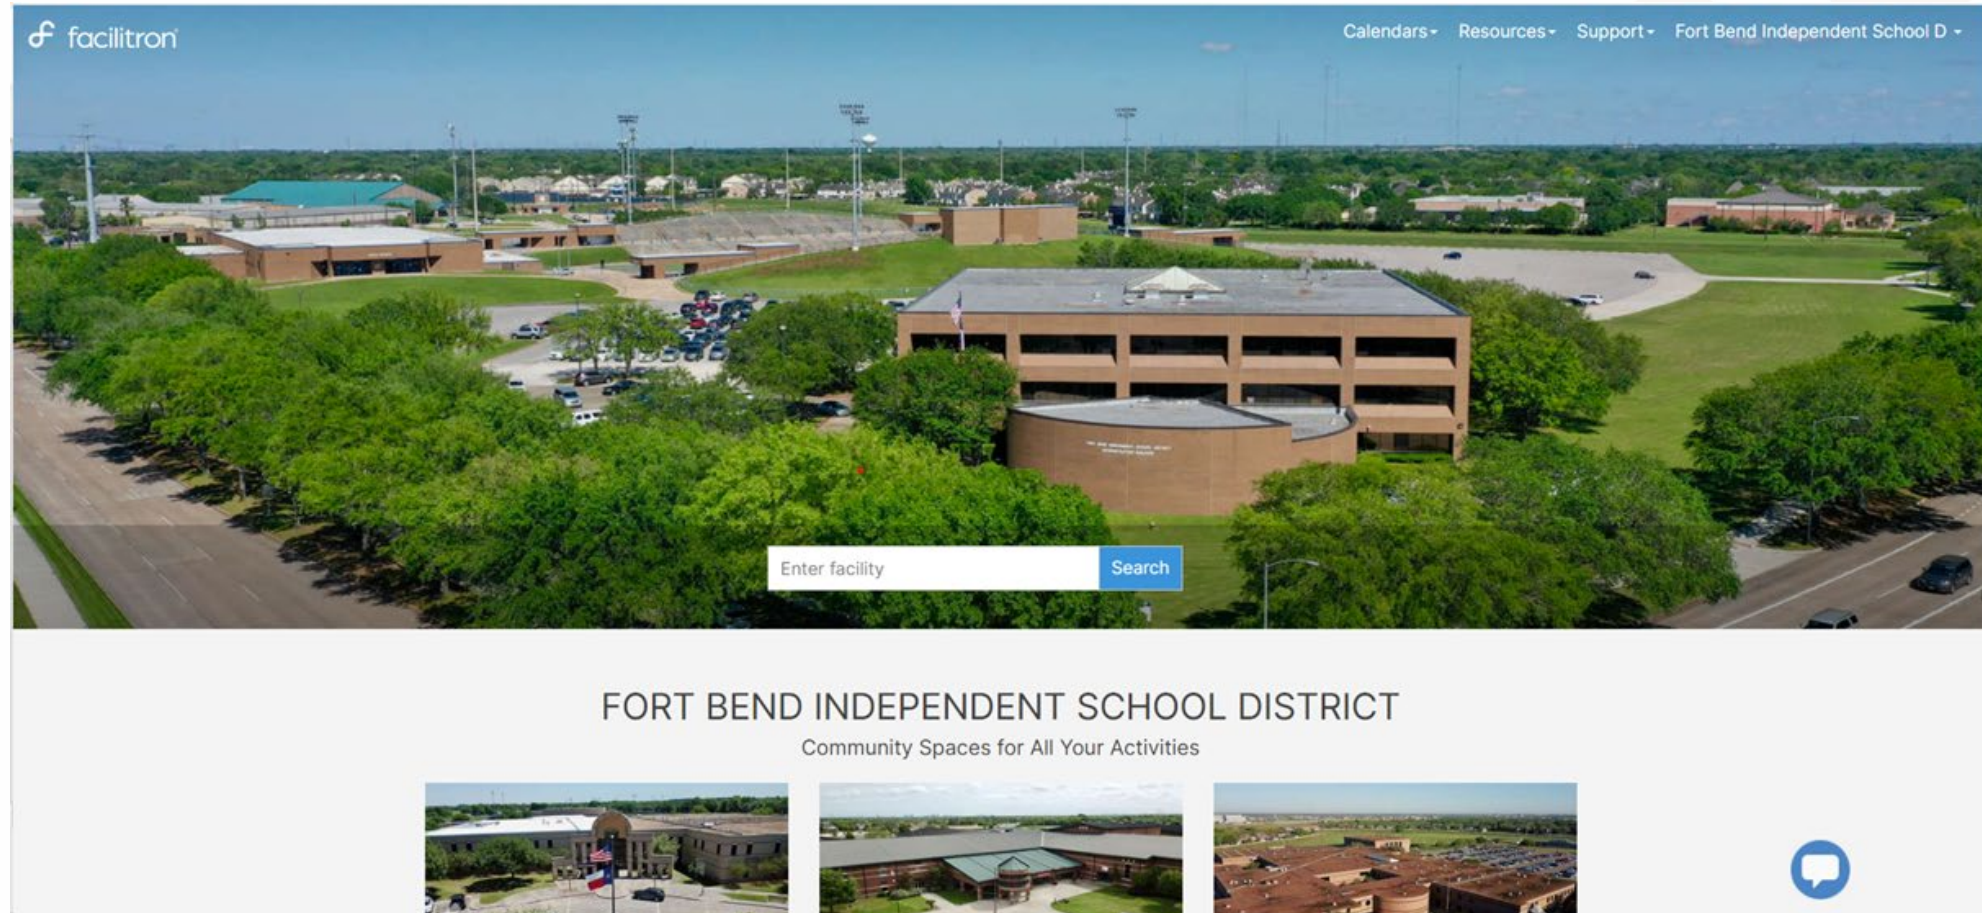 facilitron
Calendars Resources Support Fort Bend Independent School D
Enter facility Search
FORT BEND INDEPENDENT SCHOOL DISTRICT
Community Spaces for All Your Activities